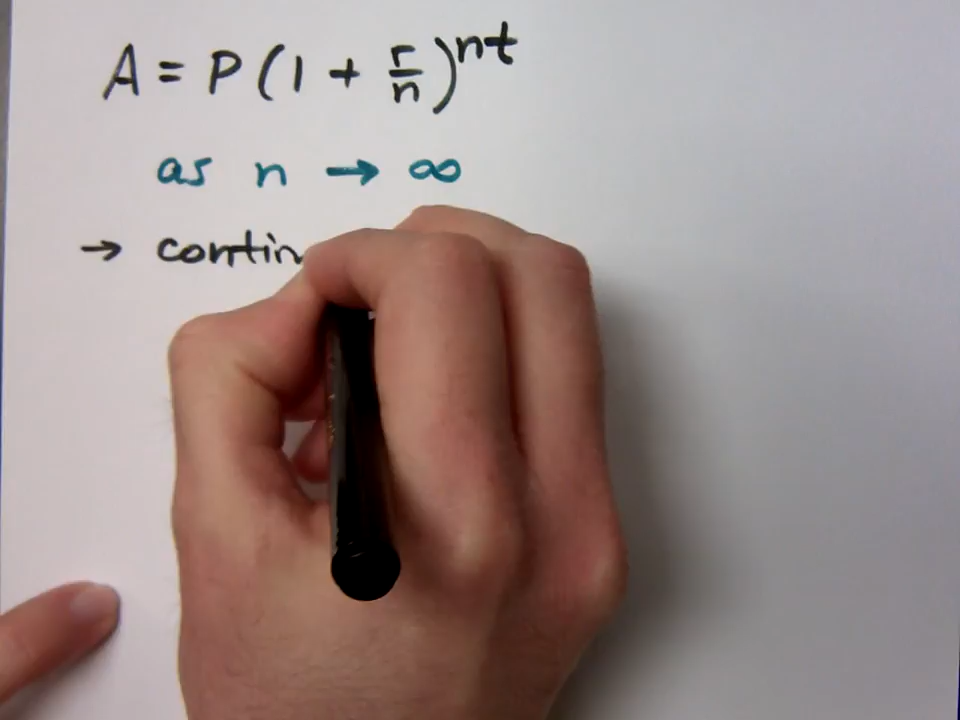 A = P(1 + r/n)^nt
as n → ∞
→ contin